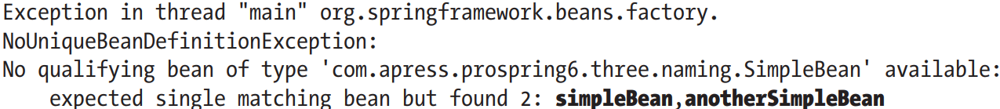 Exception in thread "main" org.springframework.beans.factory.
NoUniqueBeanDefinitionException:
No qualifying bean of type 'com.apress.prospring6.three.naming.SimpleBean' available:
expected single matching bean but found 2: simpleBean,anotherSimpleBean